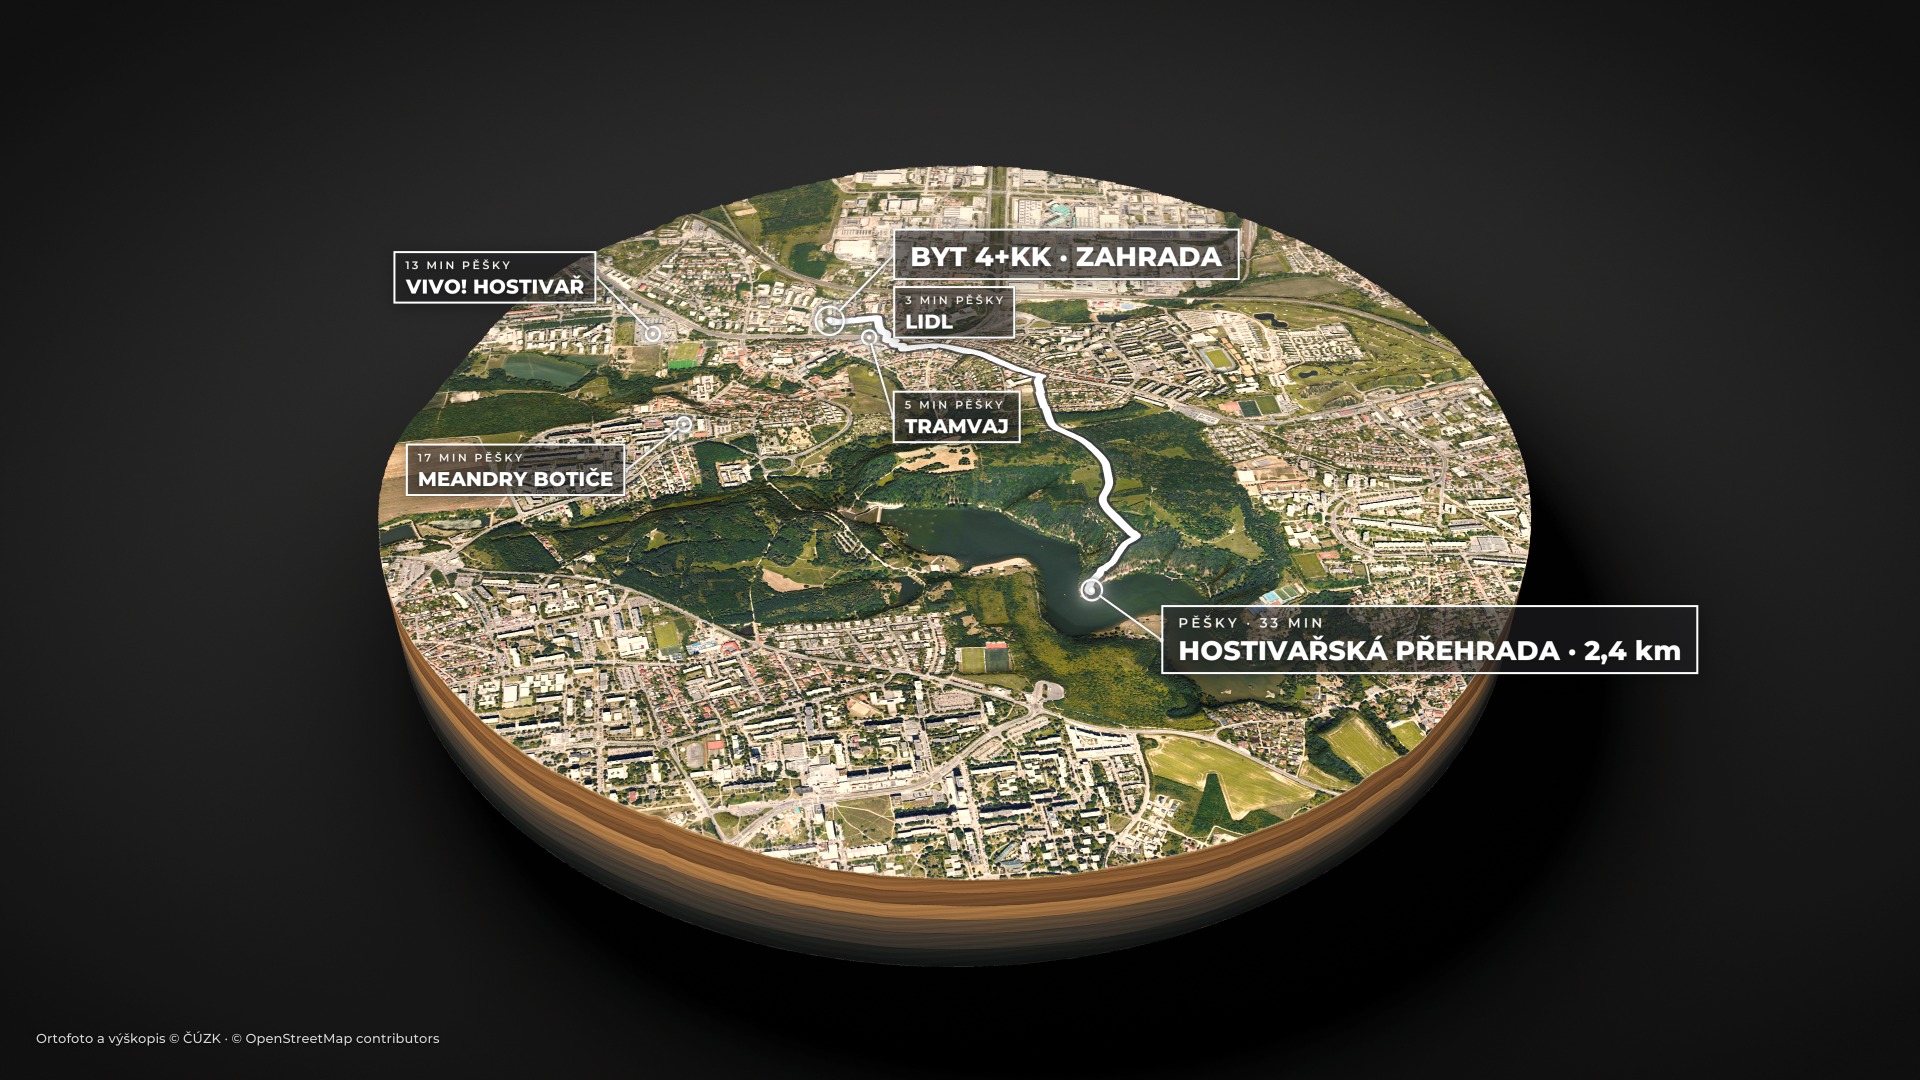 BYT 4+KK · ZAHRADA
13 MIN PĚŠKY
VIVO! HOSTIVAŘ
3 MIN PĚŠKY
LIDL
5 MIN PĚŠKY
TRAMVAJ
17 MIN PĚŠKY
MEANDRY BOTIČE
PĚŠKY · 33 MIN
HOSTIVAŘSKÁ PŘEHRADA · 2,4 km
Ortofoto a výškopis © ČÚZK · © OpenStreetMap contributors